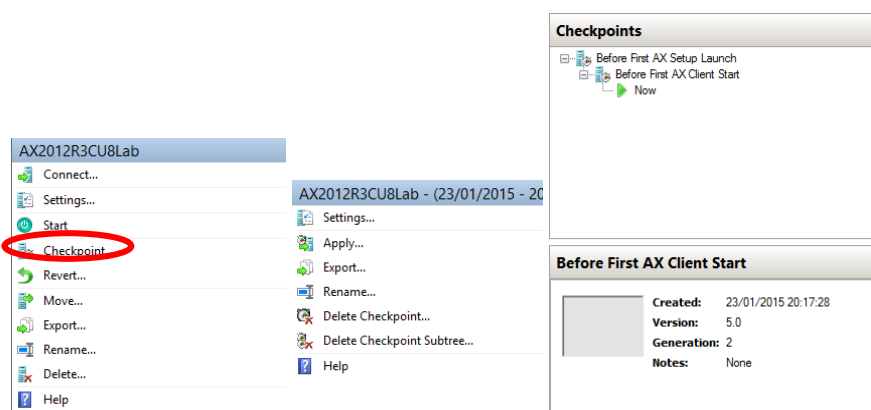 AX2012R3CU8Lab
Connect...
Settings...
Start
Checkpoint
Revert...
Move...
Export...
Rename...
Delete...
Help
AX2012R3CU8Lab - (23/01/2015 - 20
Settings...
Apply...
Export...
Rename...
Delete Checkpoint...
Delete Checkpoint Subtree...
Help
Checkpoints
Before First AX Setup Launch
Before First AX Client Start
Now
Before First AX Client Start
Created: 23/01/2015 20:17:28
Version: 5.0
Generation: 2
Notes: None